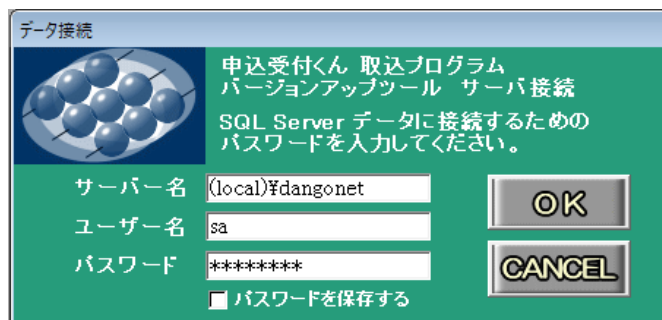 データ接続
申込受付くん 取込プログラム
バージョンアップツール サーバ接続
SQL Server データに接続するための
パスワードを入力してください。
サーバー名 (local)¥dangonet
ユーザー名 sa
パスワード ********
パスワードを保存する
OK
CANCEL